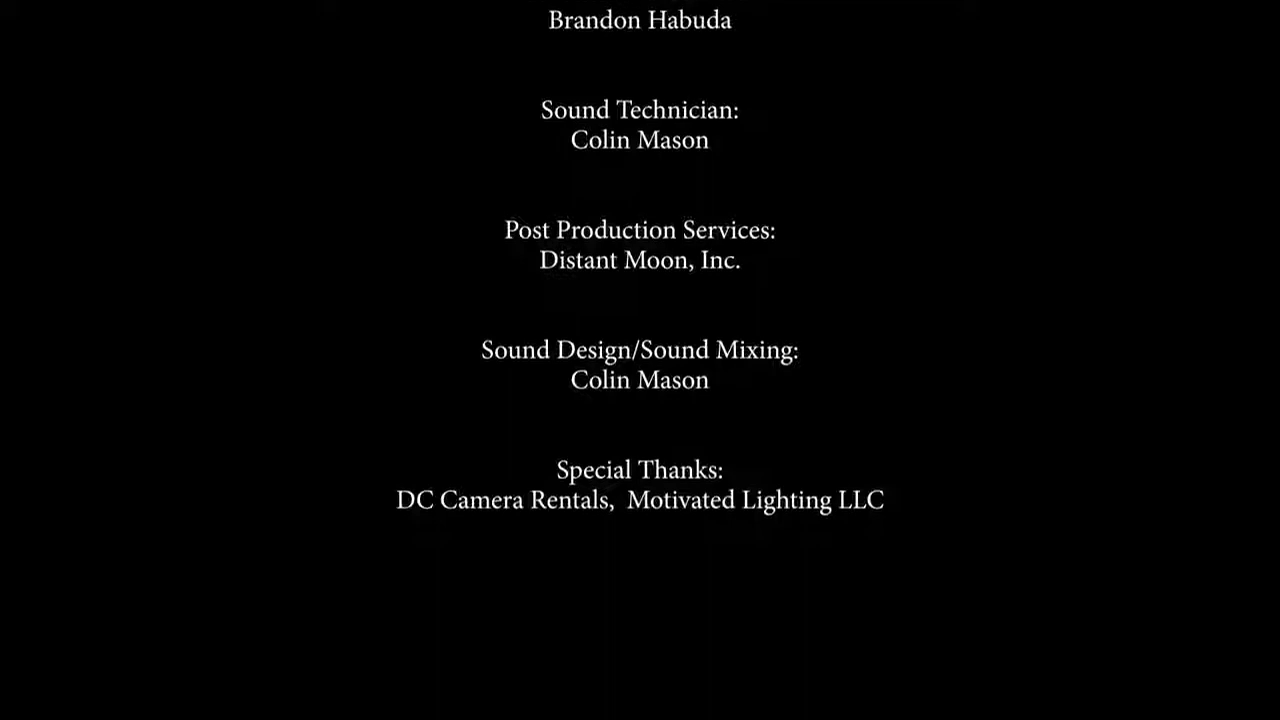 Brandon Habuda
Sound Technician:
Colin Mason
Post Production Services:
Distant Moon, Inc.
Sound Design/Sound Mixing:
Colin Mason
Special Thanks:
DC Camera Rentals,  Motivated Lighting LLC